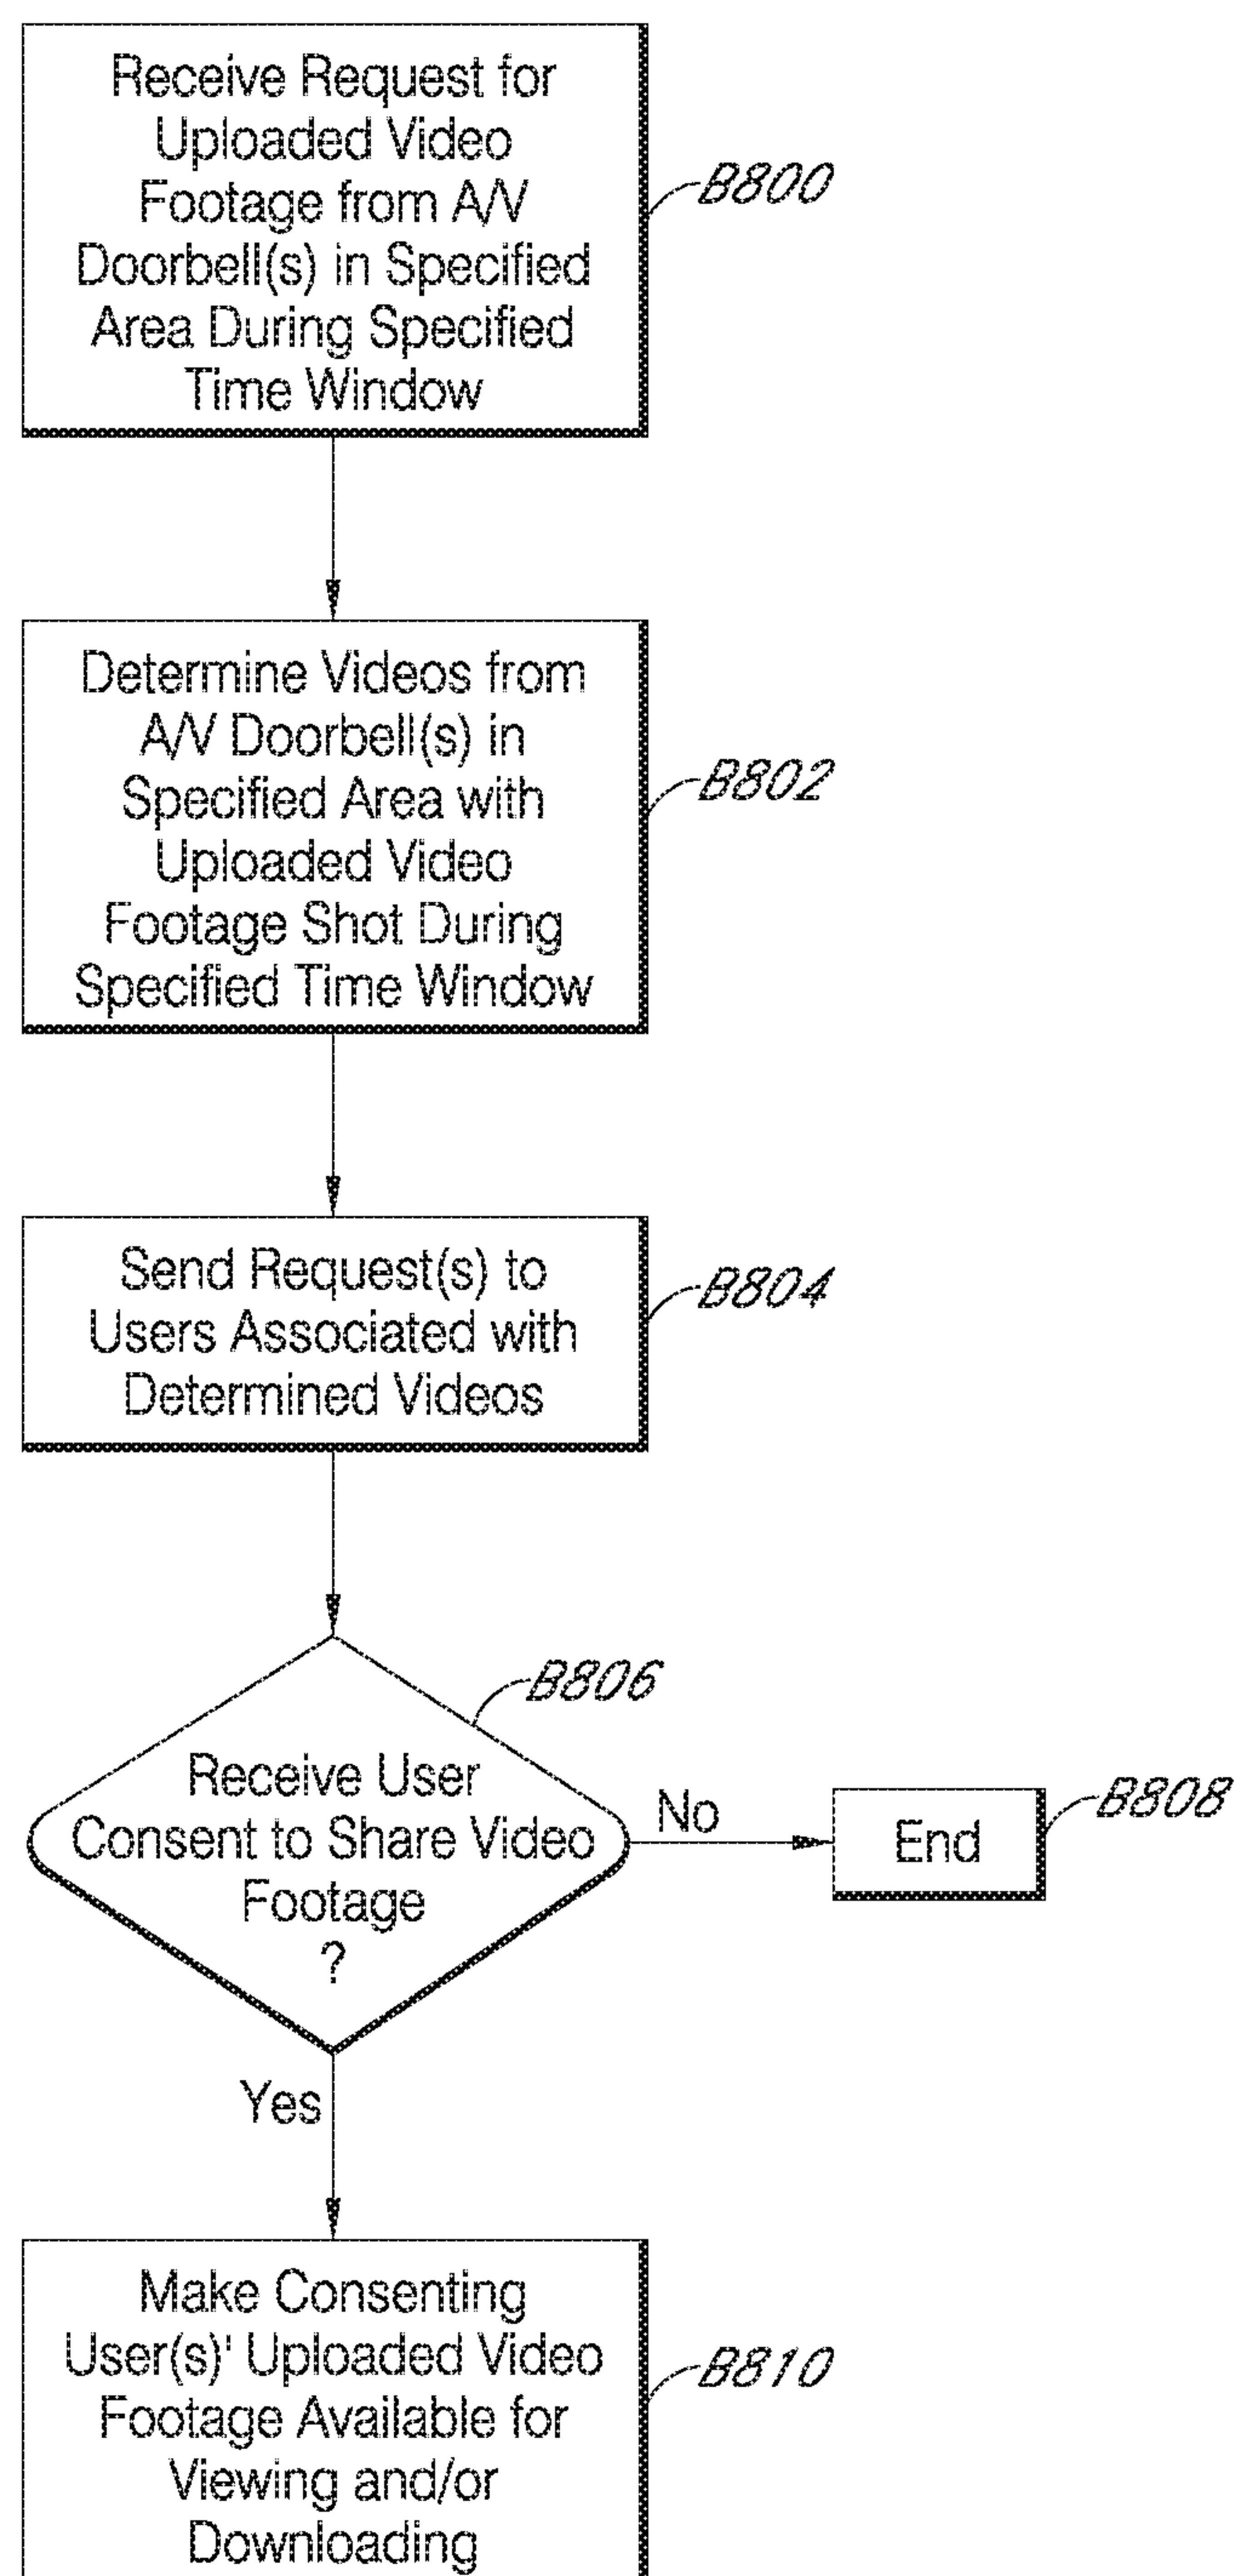 Receive Request for
Uploaded Video
Footage from A/V
Doorbell(s) in Specified
Area During Specified
Time Window
B800
Determine Videos from
A/V Doorbell(s) in
Specified Area with
Uploaded Video
Footage Shot During
Specified Time Window
B802
Send Request(s) to
Users Associated with
Determined Videos
B804
B806
Receive User
Consent to Share Video
Footage
?
No
End
B808
Yes
Make Consenting
User(s)' Uploaded Video
Footage Available for
Viewing and/or
Downloading
B810